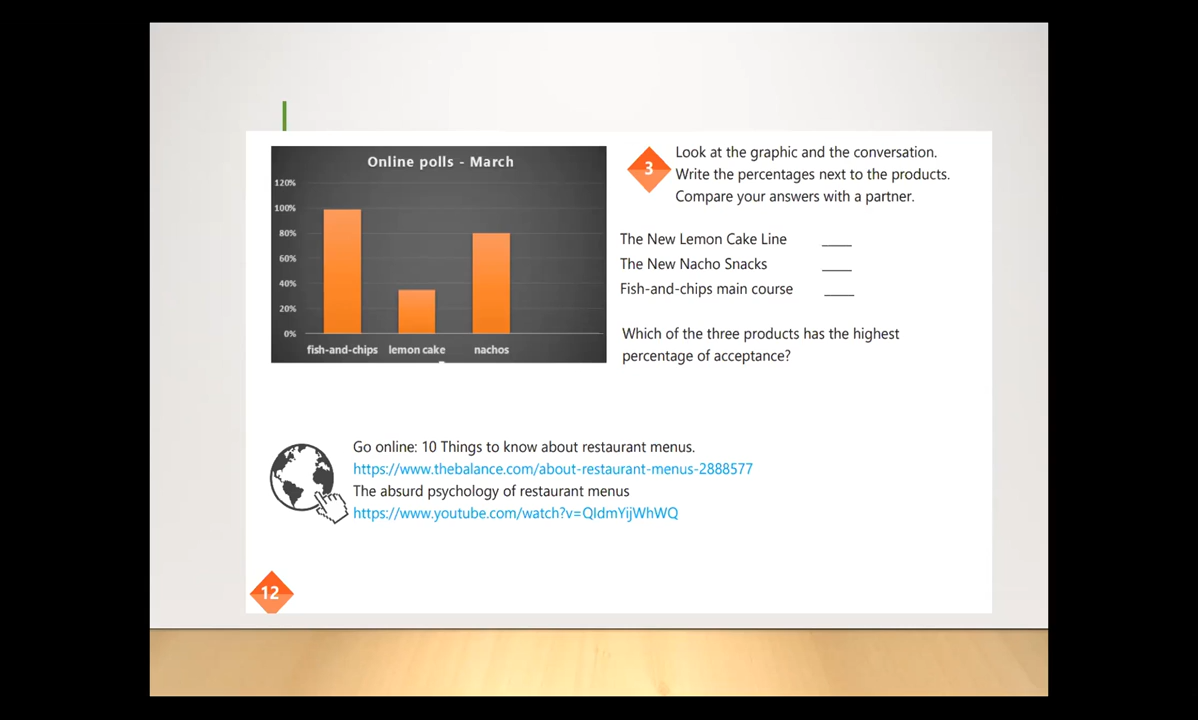 Online polls - March
120%
100%
80%
60%
40%
20%
0%
fish-and-chips lemon cake nachos
3
Look at the graphic and the conversation.
Write the percentages next to the products.
Compare your answers with a partner.
The New Lemon Cake Line ____
The New Nacho Snacks ____
Fish-and-chips main course ____
Which of the three products has the highest
percentage of acceptance?
Go online: 10 Things to know about restaurant menus.
https://www.thebalance.com/about-restaurant-menus-2888577
The absurd psychology of restaurant menus
https://www.youtube.com/watch?v=QIdmYijWhWQ
12